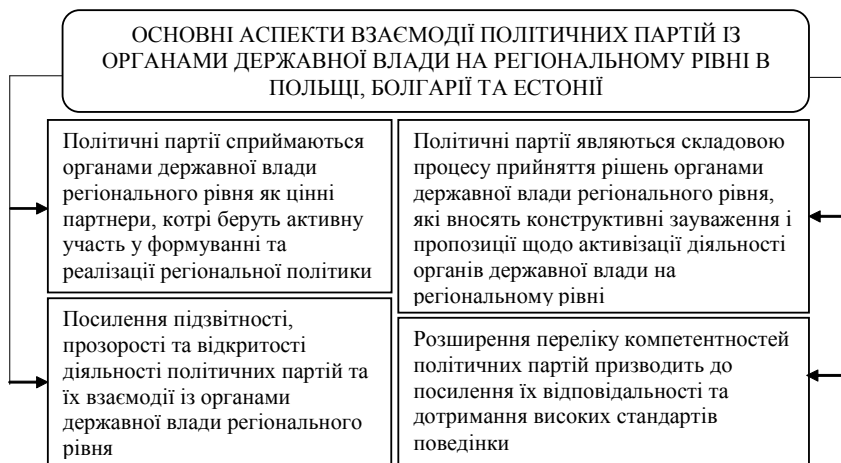 ОСНОВНІ АСПЕКТИ ВЗАЄМОДІЇ ПОЛІТИЧНИХ ПАРТІЙ ІЗ
ОРГАНАМИ ДЕРЖАВНОЇ ВЛАДИ НА РЕГІОНАЛЬНОМУ РІВНІ В
ПОЛЬЩІ, БОЛГАРІЇ ТА ЕСТОНІЇ
Політичні партії сприймаються
органами державної влади
регіонального рівня як цінні
партнери, котрі беруть активну
участь у формуванні та
реалізації регіональної політики
Політичні партії являються складовою
процесу прийняття рішень органами
державної влади регіонального рівня,
які вносять конструктивні зауваження і
пропозиції щодо активізації діяльності
органів державної влади на
регіональному рівні
Посилення підзвітності,
прозорості та відкритості
діяльності політичних партій та
їх взаємодії із органами
державної влади регіонального
рівня
Розширення переліку компетентностей
політичних партій призводить до
посилення їх відповідальності та
дотримання високих стандартів
поведінки